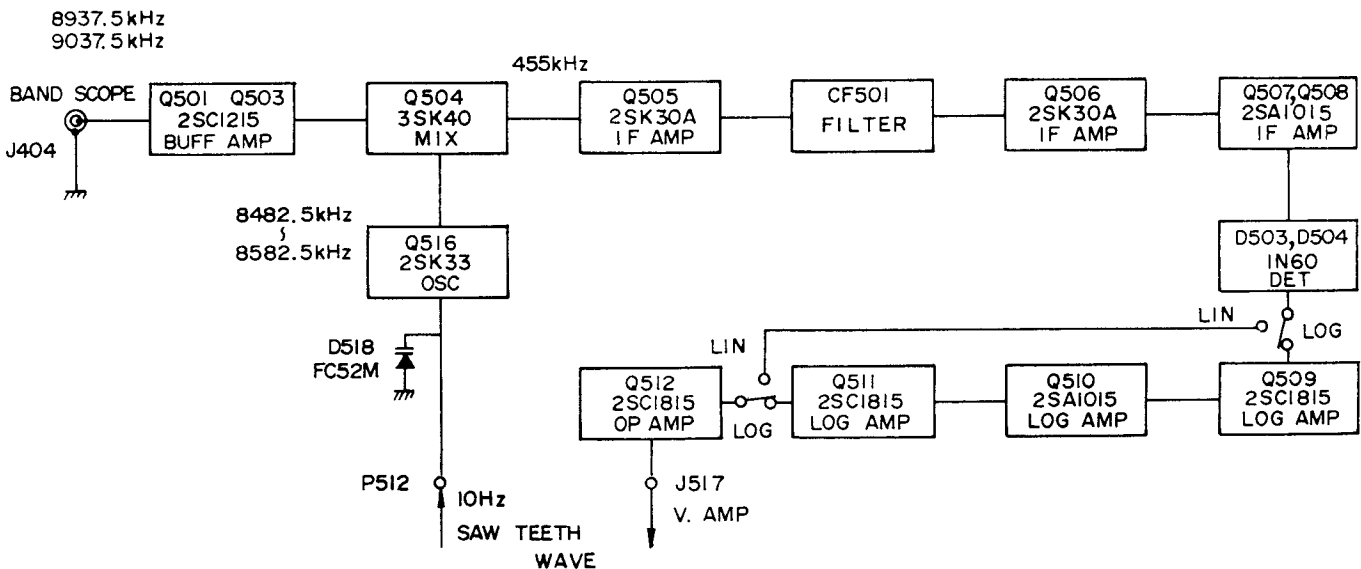 8937.5kHz
9037.5kHz
BAND SCOPE
J404
Q501 Q503
2SC1215
BUFF AMP
Q504
3SK40
MIX
455kHz
Q505
2SK30A
IF AMP
CF501
FILTER
Q506
2SK30A
IF AMP
Q507,Q508
2SA1015
IF AMP
8482.5kHz
~
8582.5kHz
Q516
2SK33
OSC
D503,D504
IN60
DET
LIN
LOG
D518
FC52M
LIN
LOG
Q512
2SC1815
OP AMP
Q511
2SC1815
LOG AMP
Q510
2SA1015
LOG AMP
Q509
2SC1815
LOG AMP
P512
10Hz
SAW TEETH
WAVE
J517
V. AMP